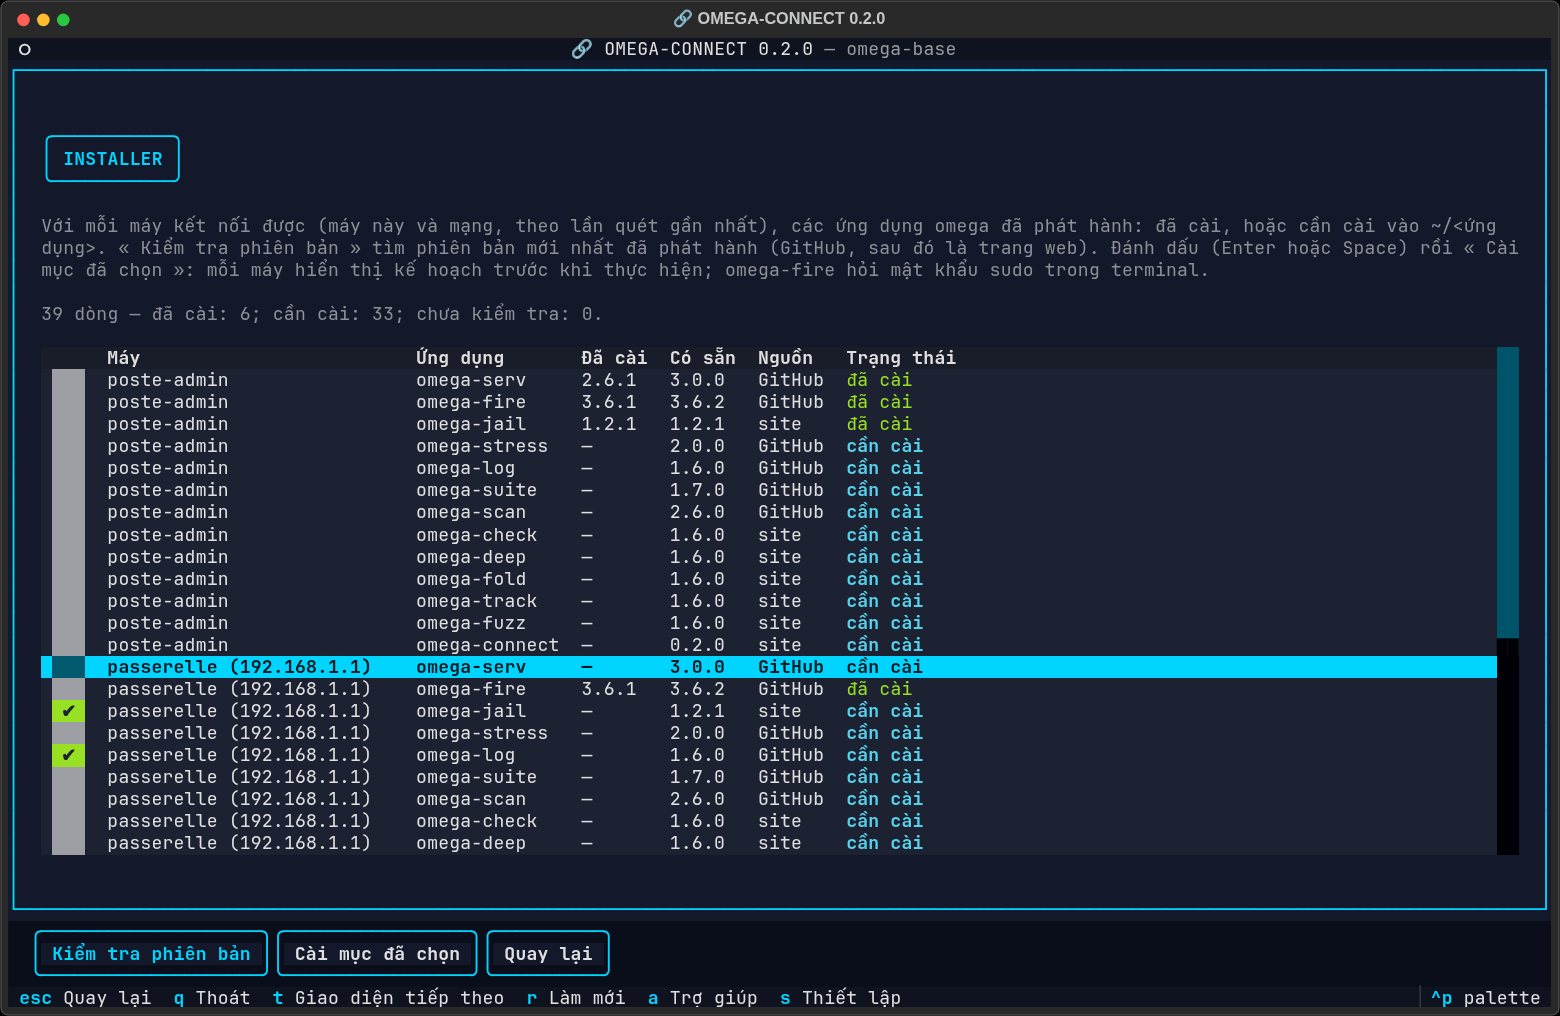 🔗 OMEGA-CONNECT 0.2.0
🔗 OMEGA-CONNECT 0.2.0 — omega-base
INSTALLER
Với mỗi máy kết nối được (máy này và mạng, theo lần quét gần nhất), các ứng dụng omega đã phát hành: đã cài, hoặc cần cài vào ~/<ứng
dụng>. « Kiểm tra phiên bản » tìm phiên bản mới nhất đã phát hành (GitHub, sau đó là trang web). Đánh dấu (Enter hoặc Space) rồi « Cài
mục đã chọn »: mỗi máy hiển thị kế hoạch trước khi thực hiện; omega-fire hỏi mật khẩu sudo trong terminal.
39 dòng — đã cài: 6; cần cài: 33; chưa kiểm tra: 0.
Máy Ứng dụng Đã cài Có sẵn Nguồn Trạng thái
poste-admin omega-serv 2.6.1 3.0.0 GitHub đã cài
poste-admin omega-fire 3.6.1 3.6.2 GitHub đã cài
poste-admin omega-jail 1.2.1 1.2.1 site đã cài
poste-admin omega-stress — 2.0.0 GitHub cần cài
poste-admin omega-log — 1.6.0 GitHub cần cài
poste-admin omega-suite — 1.7.0 GitHub cần cài
poste-admin omega-scan — 2.6.0 GitHub cần cài
poste-admin omega-check — 1.6.0 site cần cài
poste-admin omega-deep — 1.6.0 site cần cài
poste-admin omega-fold — 1.6.0 site cần cài
poste-admin omega-track — 1.6.0 site cần cài
poste-admin omega-fuzz — 1.6.0 site cần cài
poste-admin omega-connect — 0.2.0 site cần cài
passerelle (192.168.1.1) omega-serv — 3.0.0 GitHub cần cài
passerelle (192.168.1.1) omega-fire 3.6.1 3.6.2 GitHub đã cài
✔ passerelle (192.168.1.1) omega-jail — 1.2.1 site cần cài
passerelle (192.168.1.1) omega-stress — 2.0.0 GitHub cần cài
✔ passerelle (192.168.1.1) omega-log — 1.6.0 GitHub cần cài
passerelle (192.168.1.1) omega-suite — 1.7.0 GitHub cần cài
passerelle (192.168.1.1) omega-scan — 2.6.0 GitHub cần cài
passerelle (192.168.1.1) omega-check — 1.6.0 site cần cài
passerelle (192.168.1.1) omega-deep — 1.6.0 site cần cài
Kiểm tra phiên bản Cài mục đã chọn Quay lại
esc Quay lại q Thoát t Giao diện tiếp theo r Làm mới a Trợ giúp s Thiết lập ^p palette